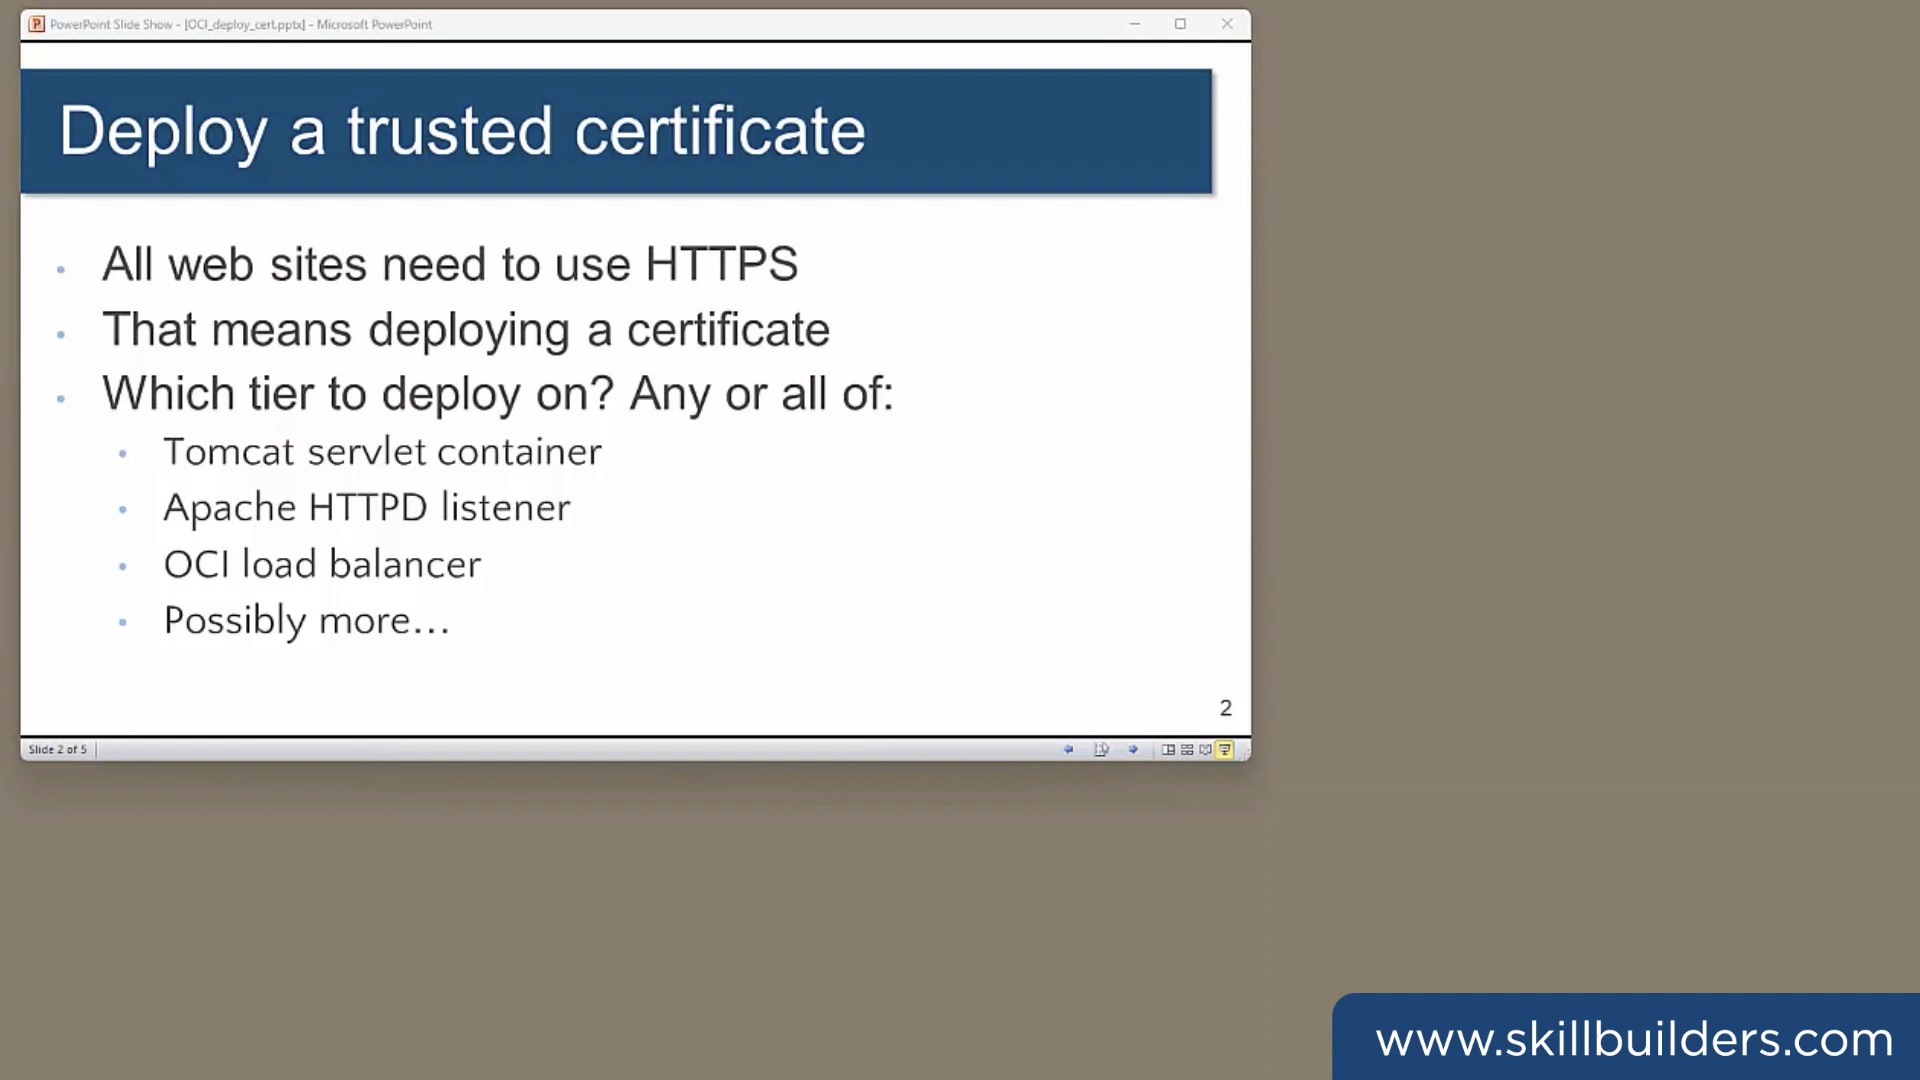 PowerPoint Slide Show - [OCI_deploy_cert.pptx] - Microsoft PowerPoint
Deploy a trusted certificate
• All web sites need to use HTTPS
• That means deploying a certificate
• Which tier to deploy on? Any or all of:
• Tomcat servlet container
• Apache HTTPD listener
• OCI load balancer
• Possibly more…
2
Slide 2 of 5
www.skillbuilders.com